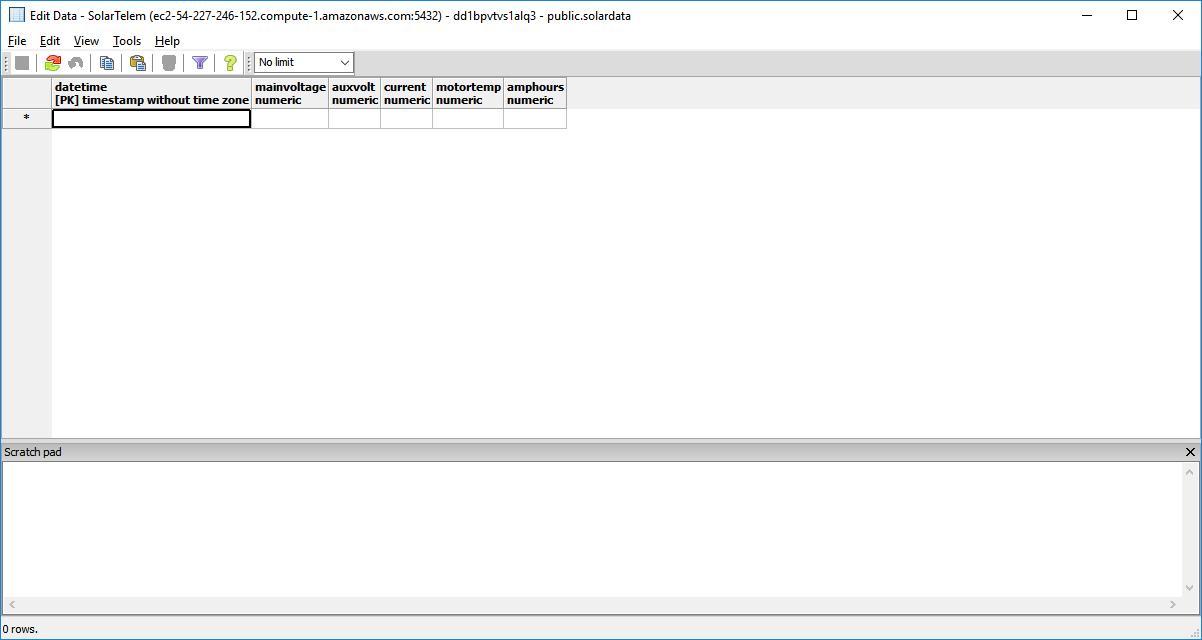 Edit Data - SolarTelem (ec2-54-227-246-152.compute-1.amazonaws.com:5432) - dd1bpvtvs1alq3 - public.solardata
File Edit View Tools Help
No limit
datetime mainvoltage auxvolt current motortemp amphours
[PK] timestamp without time zone numeric numeric numeric numeric numeric
*
Scratch pad
0 rows.